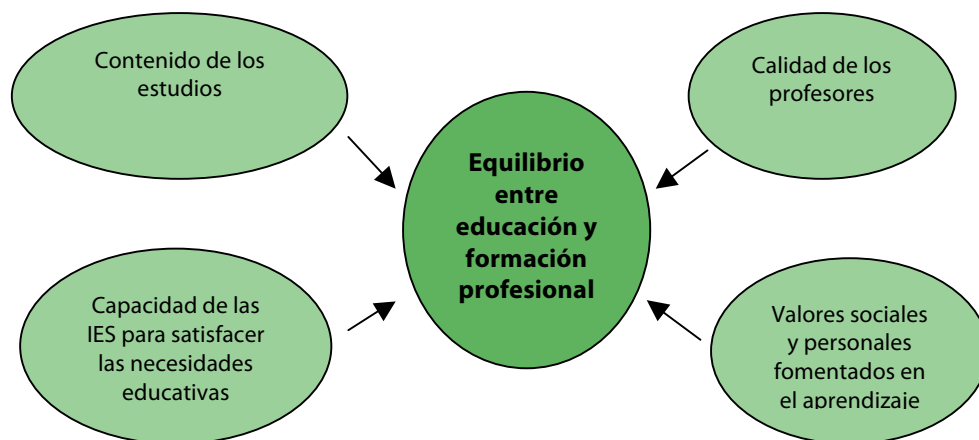 Contenido de los
estudios
Calidad de los
profesores
Equilibrio
entre
educación y
formación
profesional
Capacidad de las
IES para satisfacer
las necesidades
educativas
Valores sociales
y personales
fomentados en
el aprendizaje